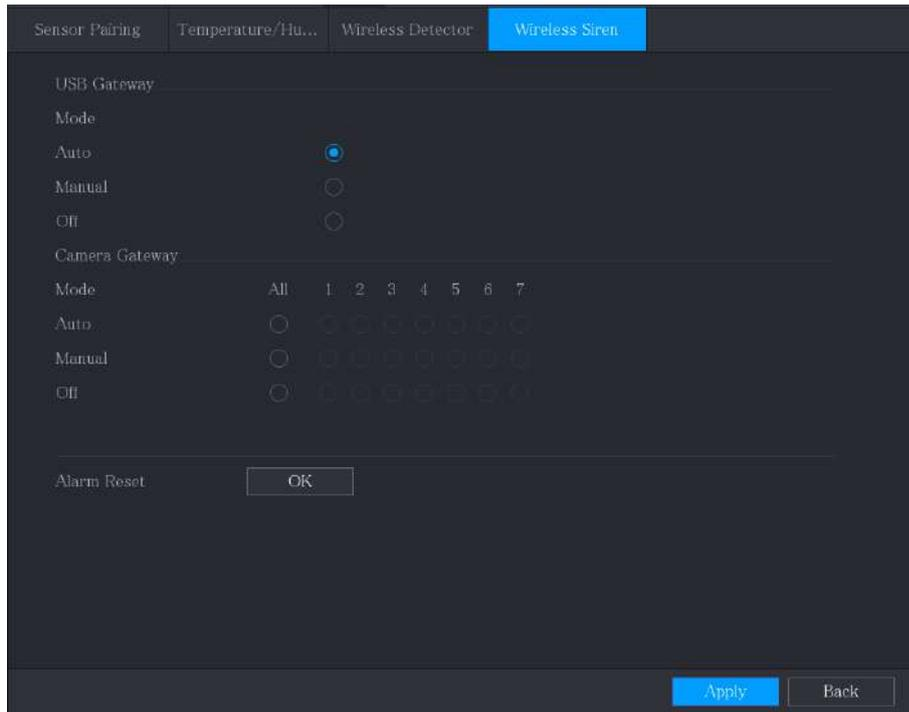 Sensor Pairing Temperature/Hu... Wireless Detector Wireless Siren
USB Gateway
Mode
Auto
Manual
Off
Camera Gateway
Mode All 1 2 3 4 5 6 7
Auto
Manual
Off
Alarm Reset OK
Apply Back